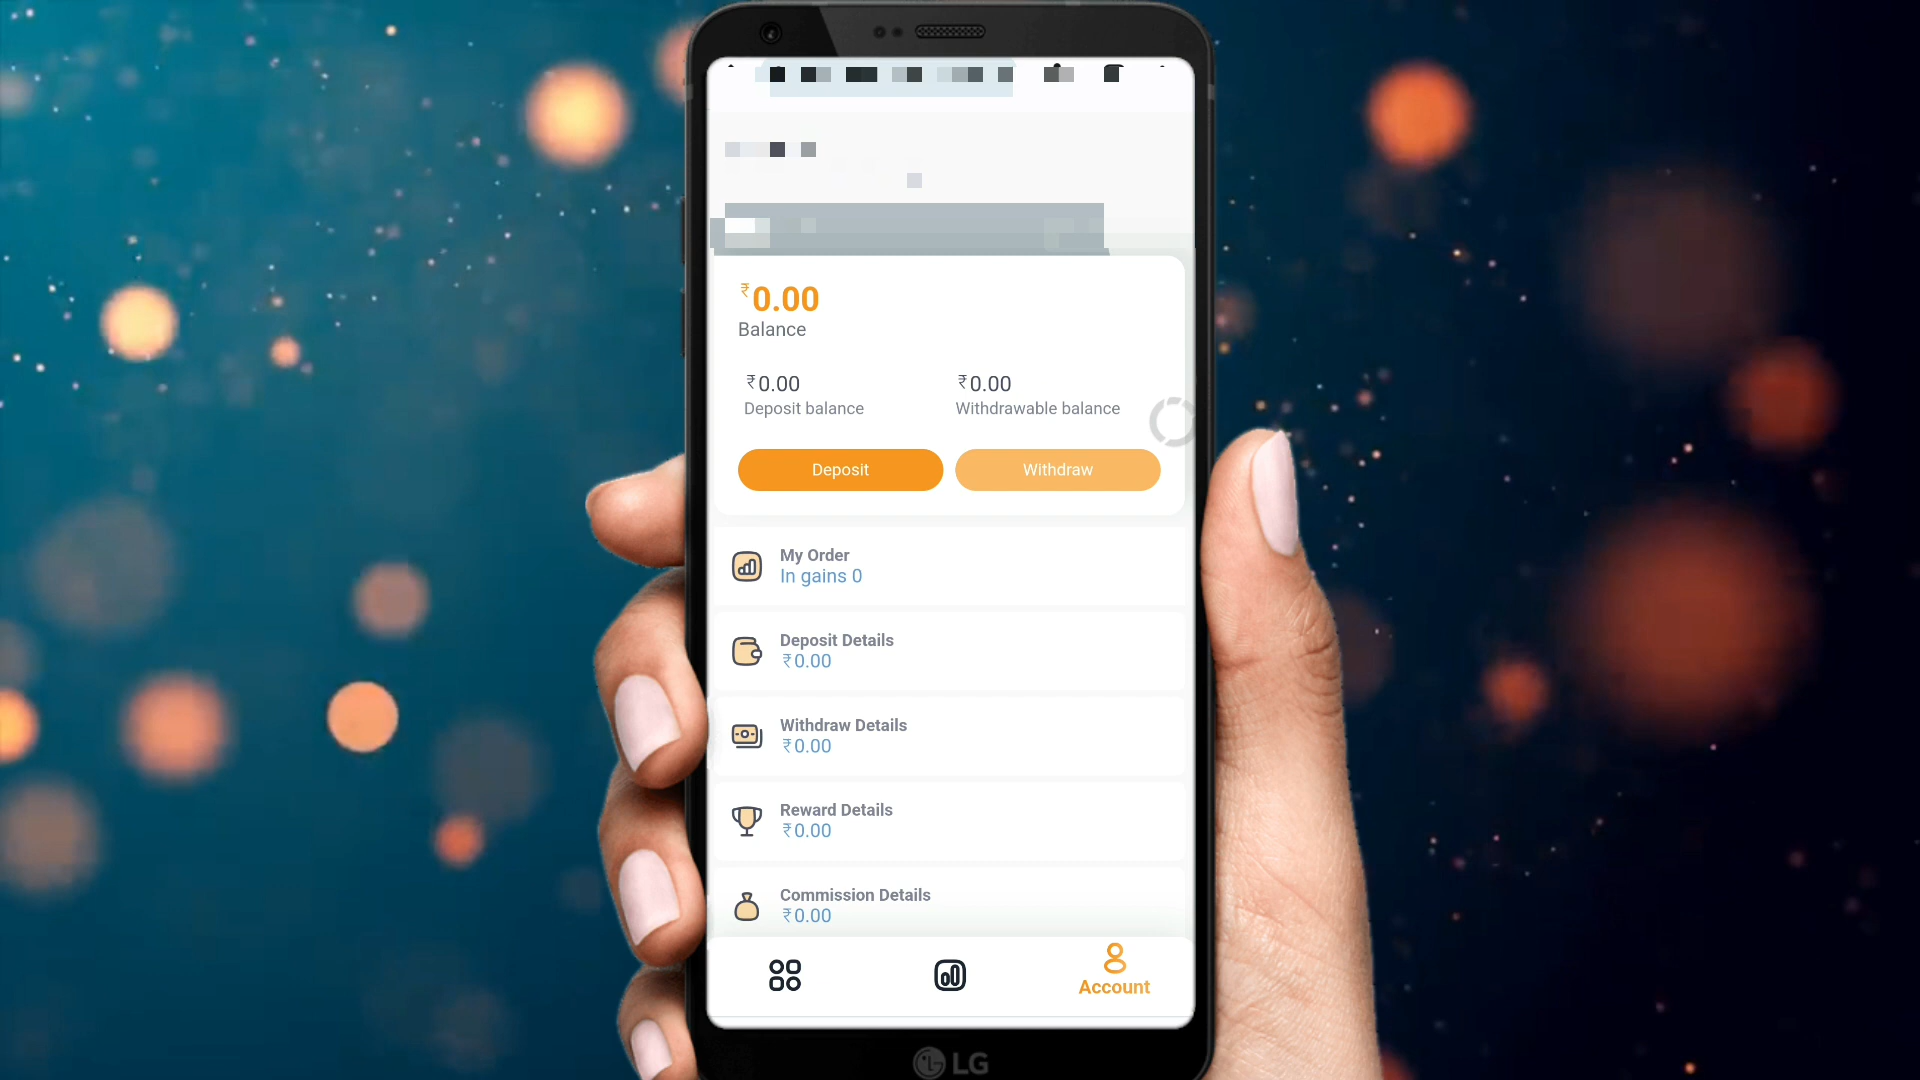 ₹0.00
Balance
₹0.00 ₹0.00
Deposit balance Withdrawable balance
Deposit Withdraw
My Order
In gains 0
Deposit Details
₹0.00
Withdraw Details
₹0.00
Reward Details
₹0.00
Commission Details
₹0.00
Account
LG